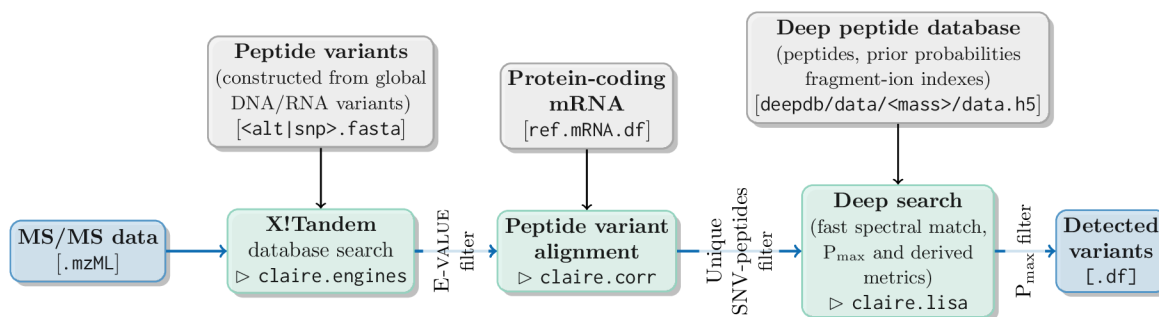 Peptide variants
(constructed from global
DNA/RNA variants)
[<alt|snp>.fasta]
Protein-coding
mRNA
[ref.mRNA.df]
Deep peptide database
(peptides, prior probabilities
fragment-ion indexes)
[deepdb/data/<mass>/data.h5]
MS/MS data
[.mzML]
X!Tandem
database search
▷ claire.engines
E-VALUE
filter
Peptide variant
alignment
▷ claire.corr
Unique
SNV-peptides
filter
Deep search
(fast spectral match,
Pmax and derived
metrics)
▷ claire.lisa
Pmax filter
Detected
variants
[.df]